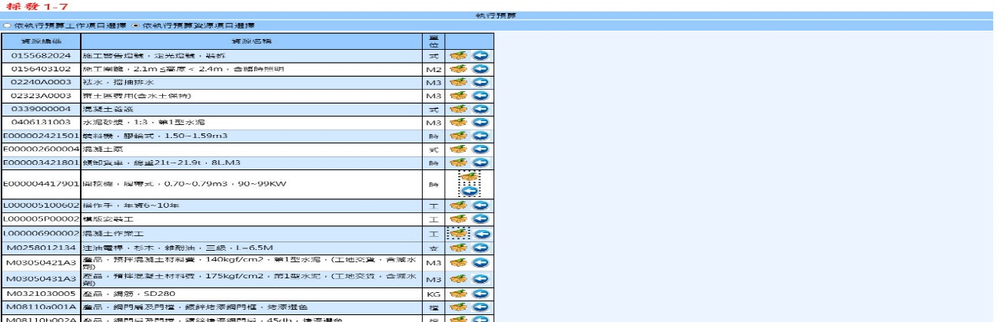 採發1-7
執行預算
依執行預算工作項目選擇 依執行預算資源項目選擇
資源編碼 資源名稱 單位
0155682024 施工警告燈號，定光燈號，裝拆 式
0156403102 施工圍籬，2.1m ≤高度 < 2.4m，含臨時照明 M2
02240A0003 祛水，擋抽排水 M3
02323A0003 棄土區費用(含水土保持) M3
0339000004 混凝土養護 式
0406131003 水泥砂漿，1:3，第1型水泥 M3
E000002421501 裝料機，膠輪式，1.50~1.59m3 時
E000002600004 混凝土泵 式
E000003421801 傾卸貨車，總重21t~21.9t，8LM3 時
E000004417901 開挖機，履帶式，0.70~0.79m3，90~99KW 時
L000005100602 操作手，年資6~10年 工
L000005P00002 模版安裝工 工
L000006900002 混凝土作業工 工
M0258012134 注油電桿，杉木，雜酚油，三級，L=6.5M 支
M03050421A3 產品，預拌混凝土材料費，140kgf/cm2，第1型水泥，(工地交貨，含減水劑) M3
M03050431A3 產品，預拌混凝土材料費，175kgf/cm2，第1型水泥，(工地交貨，含減水劑) M3
M0321030005 產品，鋼筋，SD280 KG
M08110a001A 產品，鋼門扇及門檔，鍍鋅烤漆鋼門框，烤漆選色 樘
M08110b002A 產品，鋼門扇及門檔，鍍鋅烤漆鋼門扇，45db，烤漆選色